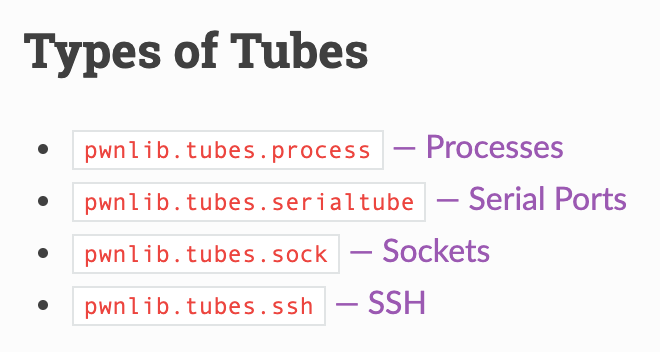 Types of Tubes
• pwnlib.tubes.process — Processes
• pwnlib.tubes.serialtube — Serial Ports
• pwnlib.tubes.sock — Sockets
• pwnlib.tubes.ssh — SSH